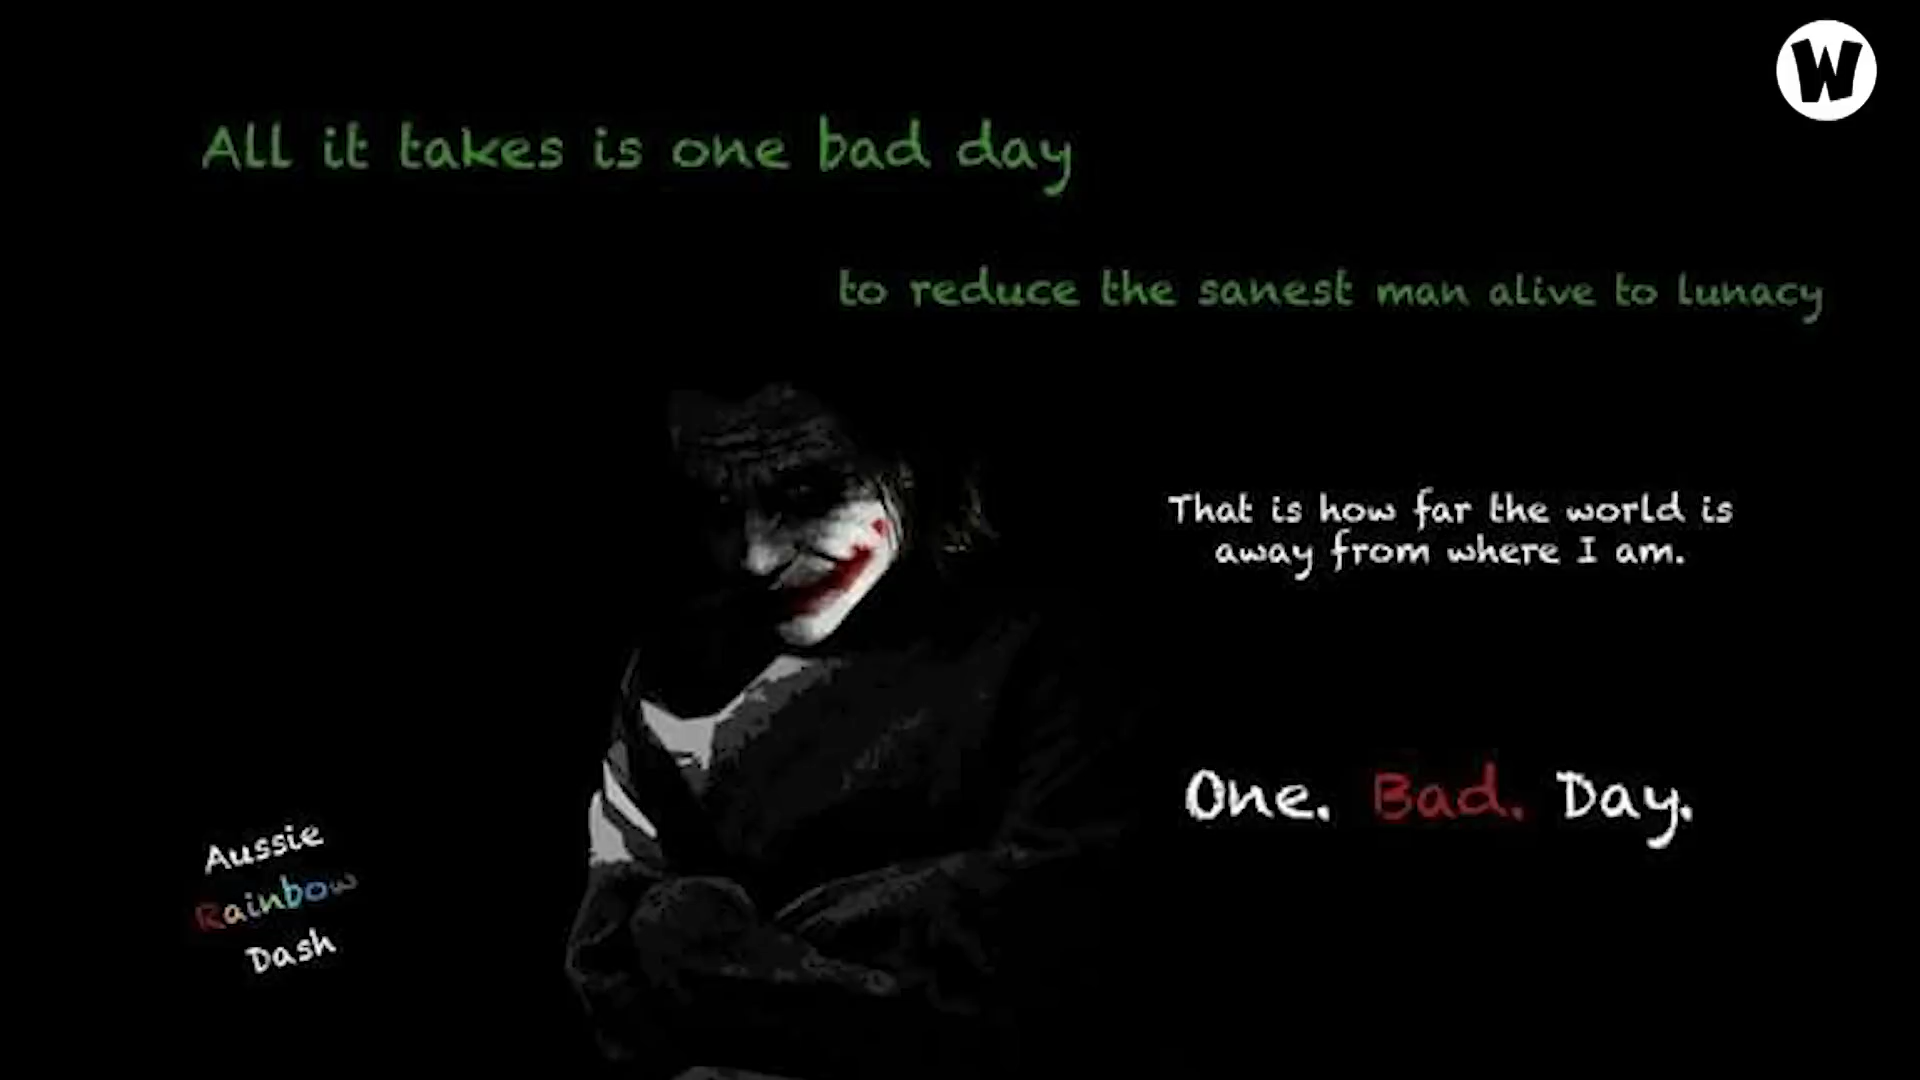 W
All it takes is one bad day
to reduce the sanest man alive to lunacy
That is how far the world is
away from where I am.
One. Bad. Day.
Aussie
Rainbow
Dash